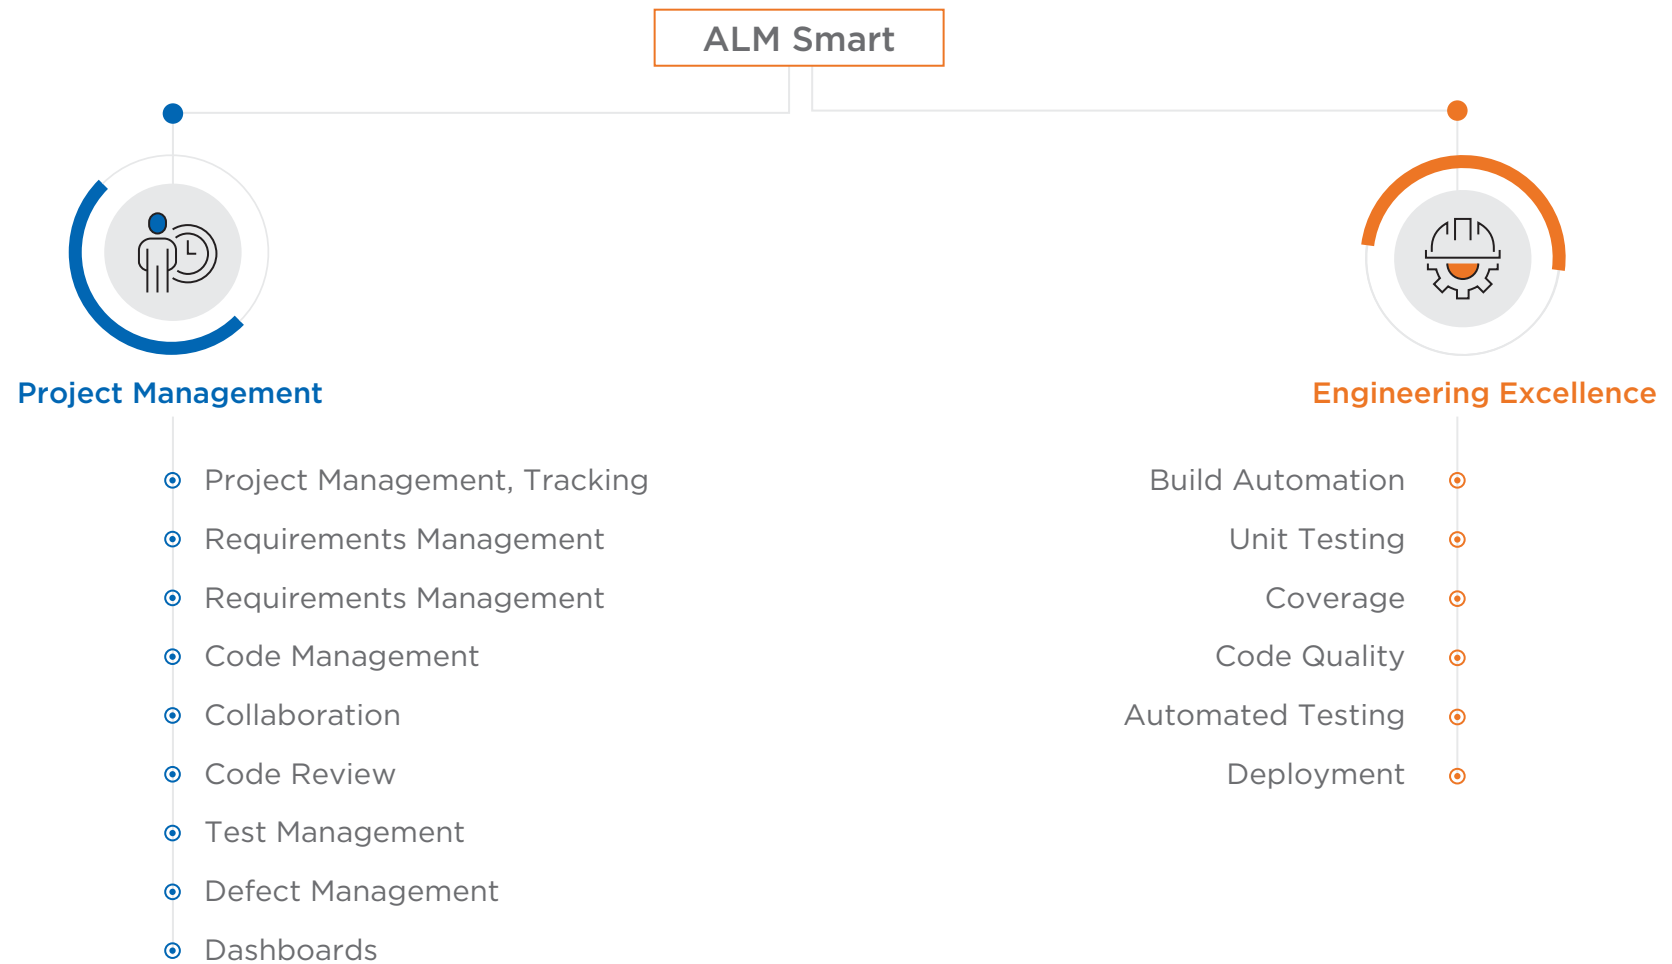 ALM Smart
Project Management
Project Management, Tracking
Requirements Management
Requirements Management
Code Management
Collaboration
Code Review
Test Management
Defect Management
Dashboards
Engineering Excellence
Build Automation
Unit Testing
Coverage
Code Quality
Automated Testing
Deployment